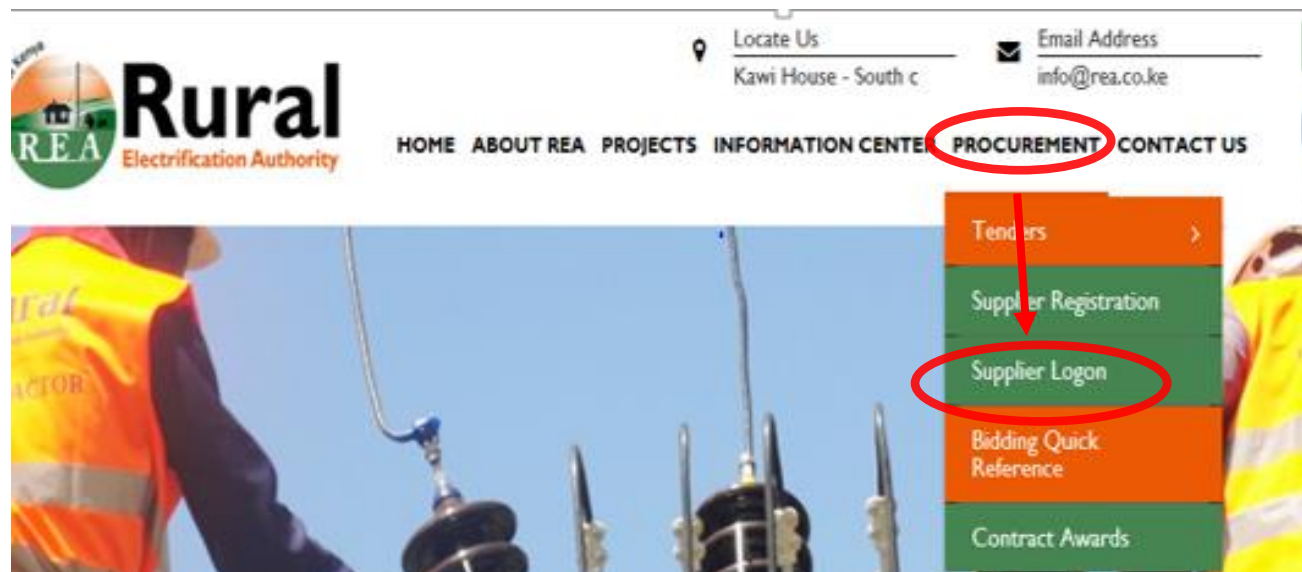 Kenya
REA
Rural
Electrification Authority
Locate Us
Kawi House - South c
Email Address
info@rea.co.ke
HOME ABOUT REA PROJECTS INFORMATION CENTER PROCUREMENT CONTACT US
Tenders >
Supplier Registration
Supplier Logon
Bidding Quick
Reference
Contract Awards